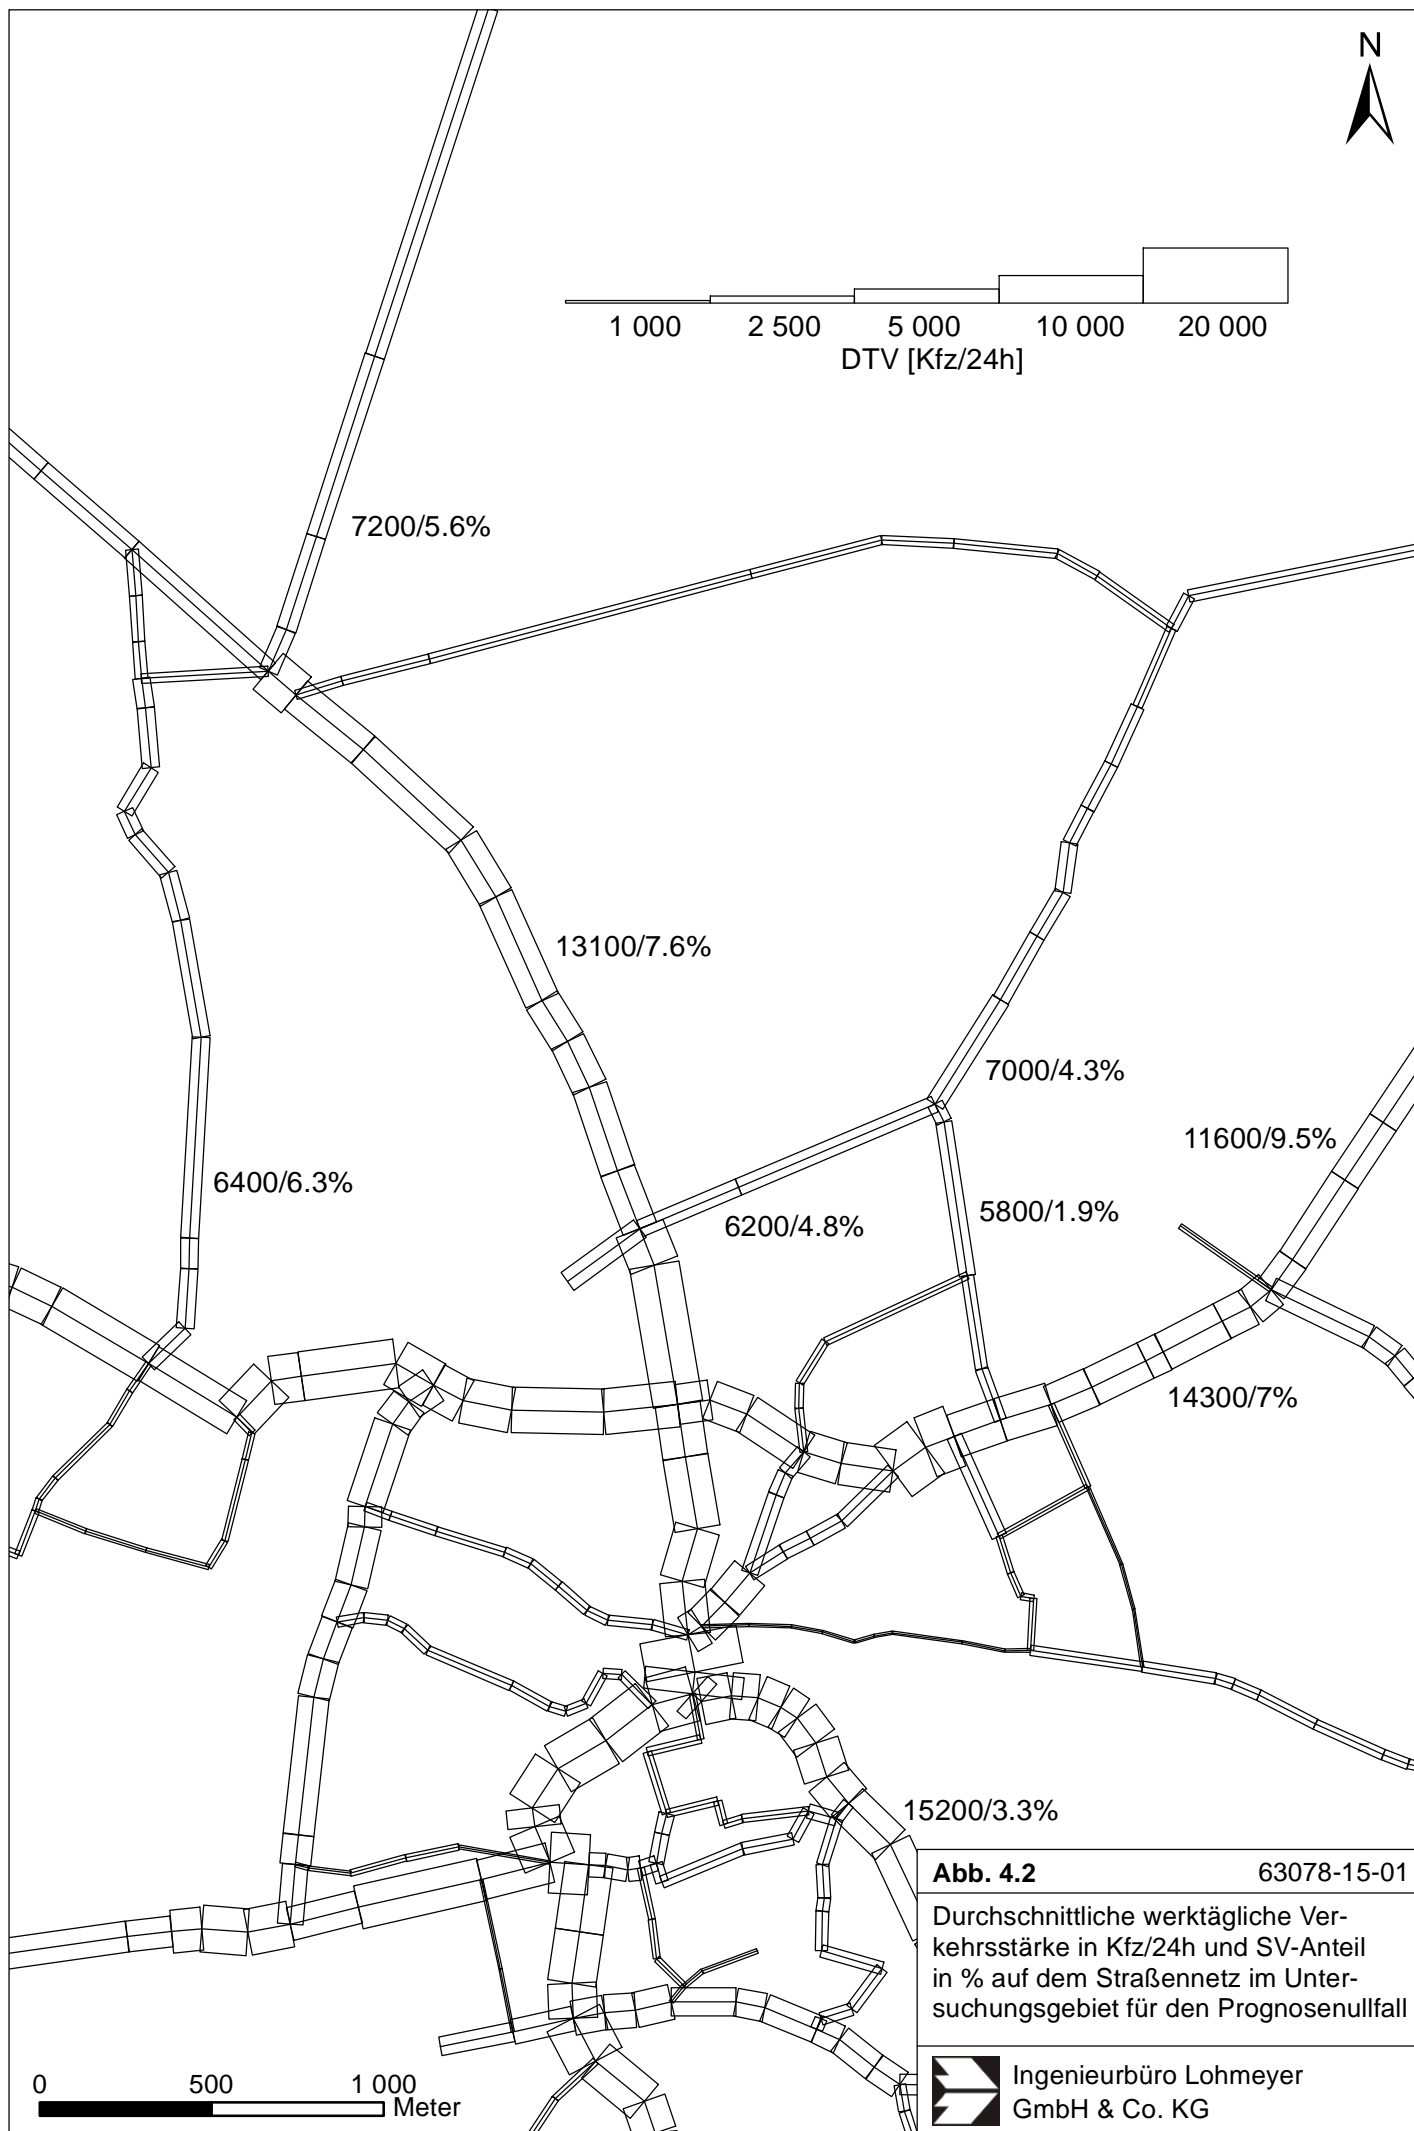 N
1 000 2 500 5 000 10 000 20 000
DTV [Kfz/24h]
7200/5.6%
13100/7.6%
7000/4.3%
11600/9.5%
6400/6.3%
6200/4.8%
5800/1.9%
14300/7%
15200/3.3%
Abb. 4.2 63078-15-01
Durchschnittliche werktägliche Ver-
kehrsstärke in Kfz/24h und SV-Anteil
in % auf dem Straßennetz im Unter-
suchungsgebiet für den Prognosenullfall
0 500 1 000
Meter
Ingenieurbüro Lohmeyer
GmbH & Co. KG